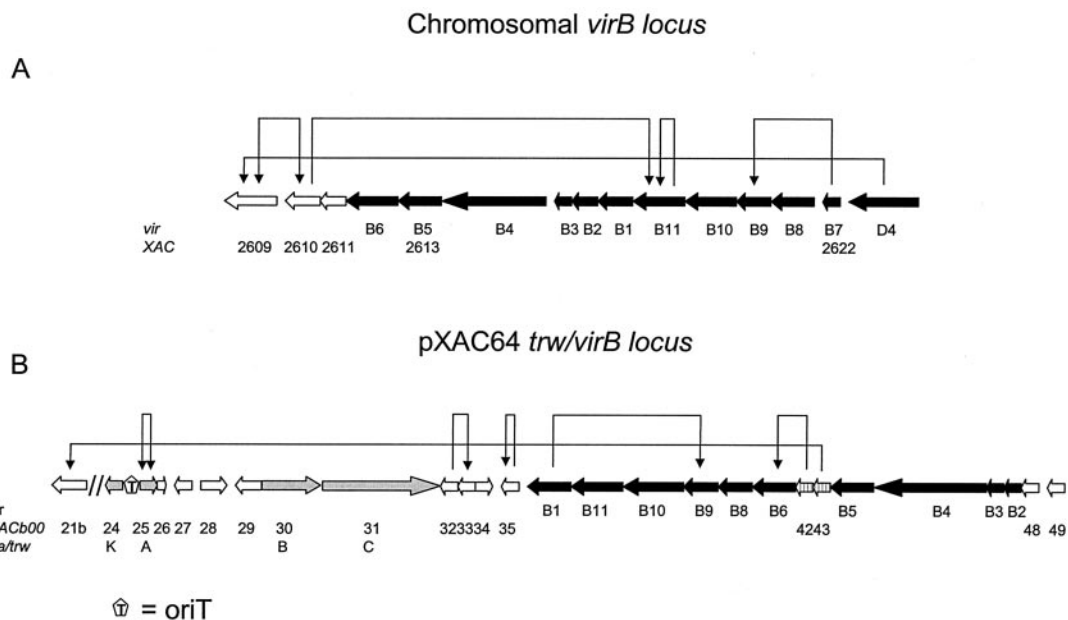 Chromosomal virB locus
A
vir B6 B5 B4 B3 B2 B1 B11 B10 B9 B8 B7 D4
XAC 2609 2610 2611 2613 2622
pXAC64 trw/virB locus
B
T
r B1 B11 B10 B9 B8 B6 B5 B4 B3 B2
ACb00 21b 24 25 26 27 28 29 30 31 323334 35 4243 48 49
a/trw K A B C
T = oriT